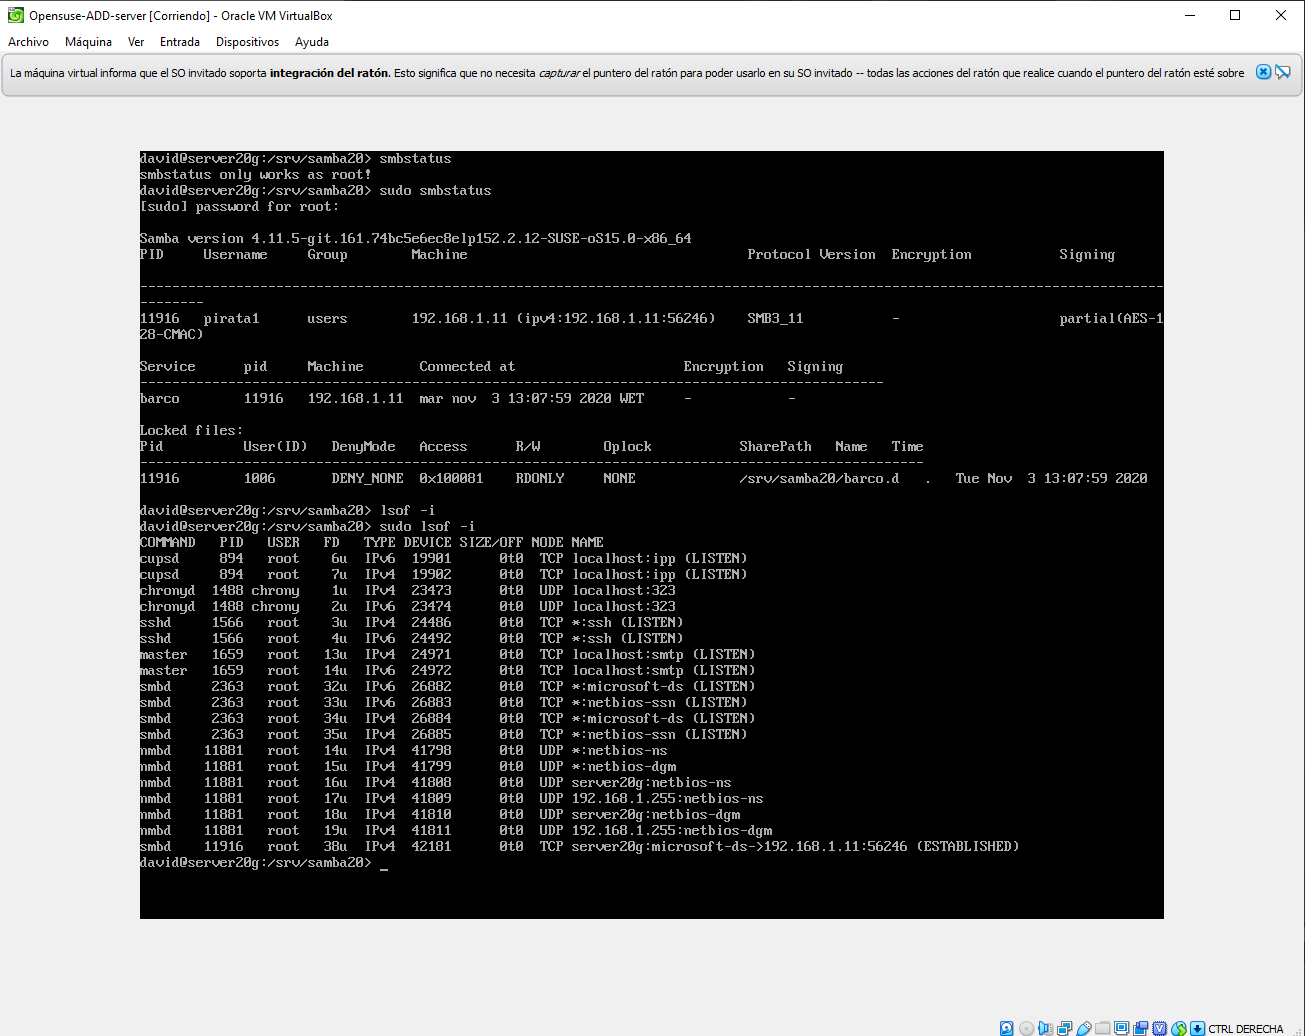 Opensuse-ADD-server [Corriendo] - Oracle VM VirtualBox
Archivo Máquina Ver Entrada Dispositivos Ayuda
La máquina virtual informa que el SO invitado soporta integración del ratón. Esto significa que no necesita capturar el puntero del ratón para poder usarlo en su SO invitado -- todas las acciones del ratón que realice cuando el puntero del ratón esté sobre
david@server20g:/srv/samba20> smbstatus
smbstatus only works as root!
david@server20g:/srv/samba20> sudo smbstatus
[sudo] password for root:
Samba version 4.11.5-git.161.74bc5e6ec8elp152.2.12-SUSE-oS15.0-x86_64
PID Username Group Machine Protocol Version Encryption Signing
--------------------------------------------------------------------------------------------------------------------------------
--------
11916 pirata1 users 192.168.1.11 (ipv4:192.168.1.11:56246) SMB3_11 - partial(AES-1
28-CMAC)
Service pid Machine Connected at Encryption Signing
---------------------------------------------------------------------------------------------
barco 11916 192.168.1.11 mar nov 3 13:07:59 2020 WET - -
Locked files:
Pid User(ID) DenyMode Access R/W Oplock SharePath Name Time
--------------------------------------------------------------------------------------------------
11916 1006 DENY_NONE 0x100081 RDONLY NONE /srv/samba20/barco.d . Tue Nov 3 13:07:59 2020
david@server20g:/srv/samba20> lsof -i
david@server20g:/srv/samba20> sudo lsof -i
COMMAND PID USER FD TYPE DEVICE SIZE/OFF NODE NAME
cupsd 894 root 6u IPv6 19901 0t0 TCP localhost:ipp (LISTEN)
cupsd 894 root 7u IPv4 19902 0t0 TCP localhost:ipp (LISTEN)
chronyd 1488 chrony 1u IPv4 23473 0t0 UDP localhost:323
chronyd 1488 chrony 2u IPv6 23474 0t0 UDP localhost:323
sshd 1566 root 3u IPv4 24486 0t0 TCP *:ssh (LISTEN)
sshd 1566 root 4u IPv6 24492 0t0 TCP *:ssh (LISTEN)
master 1659 root 13u IPv4 24971 0t0 TCP localhost:smtp (LISTEN)
master 1659 root 14u IPv6 24972 0t0 TCP localhost:smtp (LISTEN)
smbd 2363 root 32u IPv6 26882 0t0 TCP *:microsoft-ds (LISTEN)
smbd 2363 root 33u IPv6 26883 0t0 TCP *:netbios-ssn (LISTEN)
smbd 2363 root 34u IPv4 26884 0t0 TCP *:microsoft-ds (LISTEN)
smbd 2363 root 35u IPv4 26885 0t0 TCP *:netbios-ssn (LISTEN)
nmbd 11881 root 14u IPv4 41798 0t0 UDP *:netbios-ns
nmbd 11881 root 15u IPv4 41799 0t0 UDP *:netbios-dgm
nmbd 11881 root 16u IPv4 41808 0t0 UDP server20g:netbios-ns
nmbd 11881 root 17u IPv4 41809 0t0 UDP 192.168.1.255:netbios-ns
nmbd 11881 root 18u IPv4 41810 0t0 UDP server20g:netbios-dgm
nmbd 11881 root 19u IPv4 41811 0t0 UDP 192.168.1.255:netbios-dgm
smbd 11916 root 38u IPv4 42181 0t0 TCP server20g:microsoft-ds->192.168.1.11:56246 (ESTABLISHED)
david@server20g:/srv/samba20> _
CTRL DERECHA